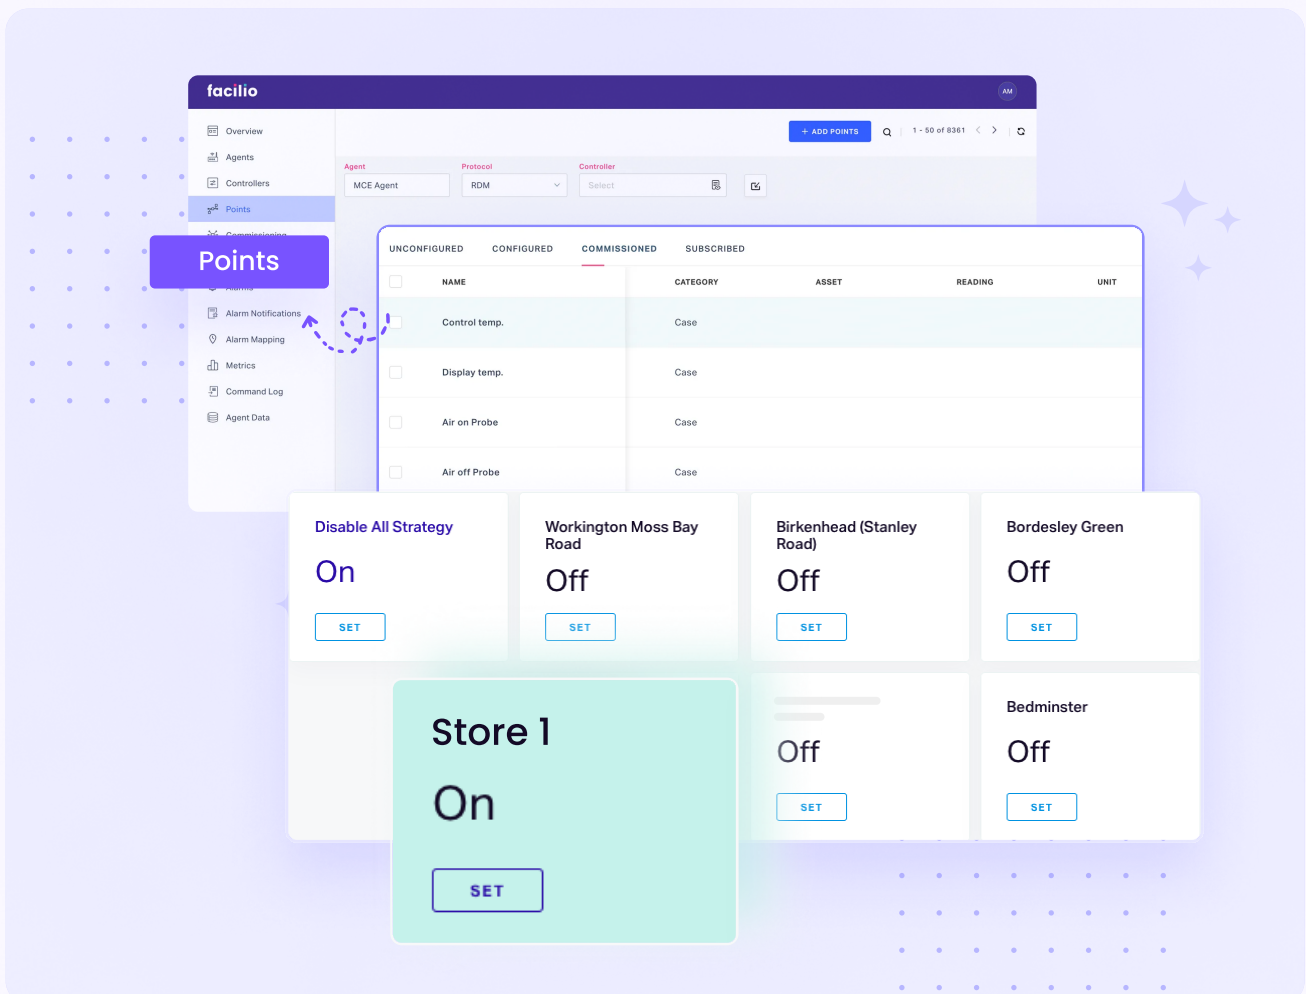 facilio
AM
Overview
Agents
Controllers
Points
Commissioning
Points
Alarms
Alarm Notifications
Alarm Mapping
Metrics
Command Log
Agent Data
+ ADD POINTS
1 - 50 of 8361
Agent
Protocol
Controller
MCE Agent
RDM
Select
UNCONFIGURED CONFIGURED COMMISSIONED SUBSCRIBED
NAME CATEGORY ASSET READING UNIT
Control temp. Case
Display temp. Case
Air on Probe Case
Air off Probe Case
Disable All Strategy
On
SET
Workington Moss Bay
Road
Off
SET
Birkenhead (Stanley
Road)
Off
SET
Bordesley Green
Off
SET
Store 1
On
SET
Off
SET
Bedminster
Off
SET